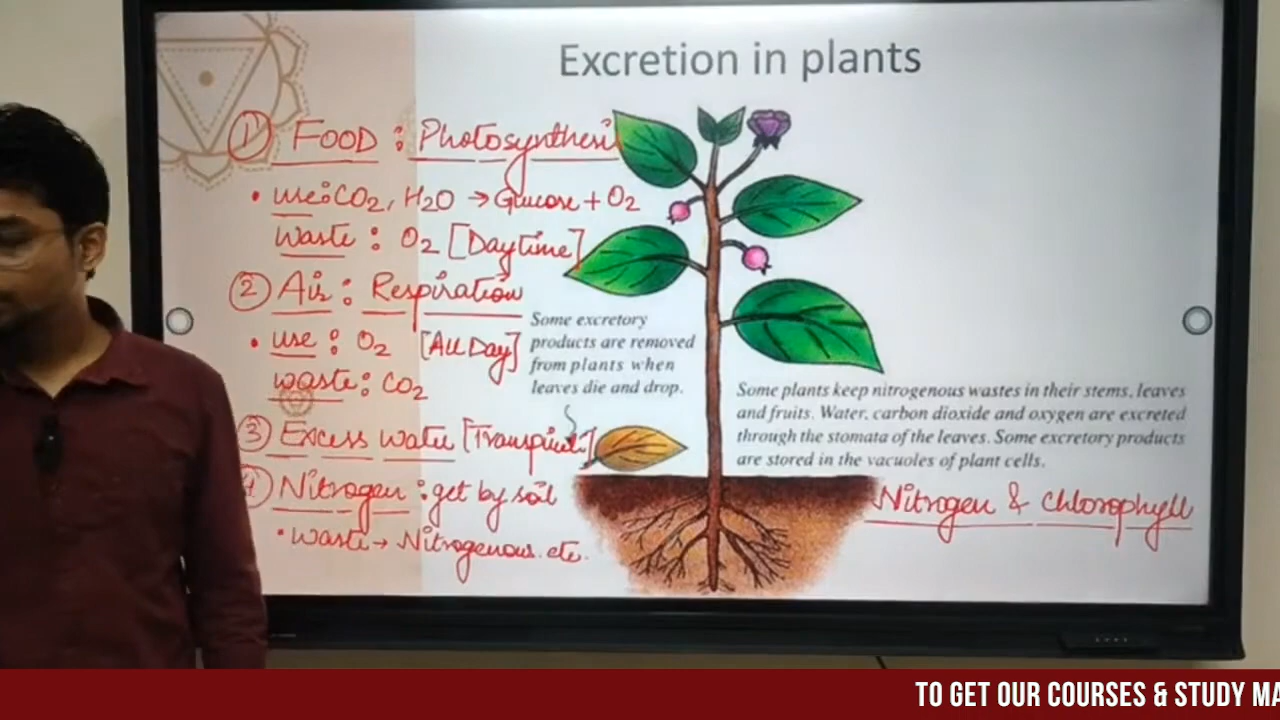 Excretion in plants
① FOOD : Photosynthesi
• use: CO2, H2O → Glucose + O2
waste : O2 [Daytime]
② Air : Respiration
• use : O2 [All Day]
waste : CO2
③ Excess water
④ Nitrogen : get by soil
• waste → Nitrogenous. etc.
Some excretory
products are removed
from plants when
leaves die and drop.
Some plants keep nitrogenous wastes in their stems, leaves
and fruits. Water, carbon dioxide and oxygen are excreted
through the stomata of the leaves. Some excretory products
are stored in the vacuoles of plant cells.
Nitrogen & Chlorophyll
TO GET OUR COURSES & STUDY MA